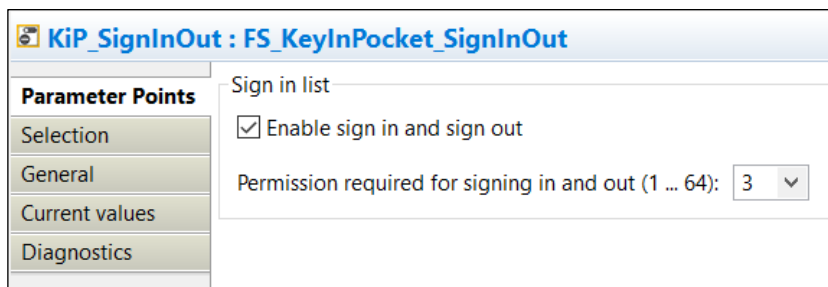 KiP_SignInOut : FS_KeyInPocket_SignInOut
Parameter Points
Selection
General
Current values
Diagnostics
Sign in list
Enable sign in and sign out
Permission required for signing in and out (1 ... 64): 3